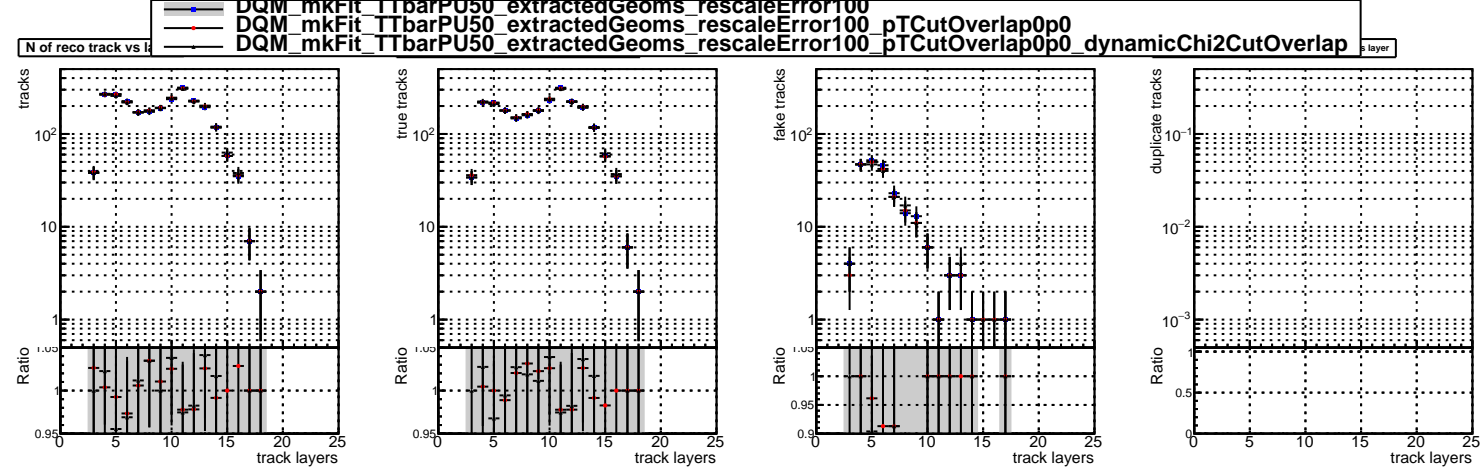 DQM_mkFit_TTbarPU50_extractedGeoms_rescaleError100
DQM_mkFit_TTbarPU50_extractedGeoms_rescaleError100_pTCutOverlap0p0
DQM_mkFit_TTbarPU50_extractedGeoms_rescaleError100_pTCutOverlap0p0_dynamicChi2CutOverlap
N of reco track vs
layer
tracks
10²
10
1
Ratio
1.05
1
0.95
0 5 10 15 20 25
track layers
true tracks
10²
10
1
Ratio
1.05
1
0.95
0 5 10 15 20 25
track layers
fake tracks
10²
10
1
Ratio
1.05
1
0.95
0.9
0 5 10 15 20 25
track layers
duplicate tracks
10⁻¹
10⁻²
10⁻³
Ratio
1
0.5
0
0 5 10 15 20 25
track layers